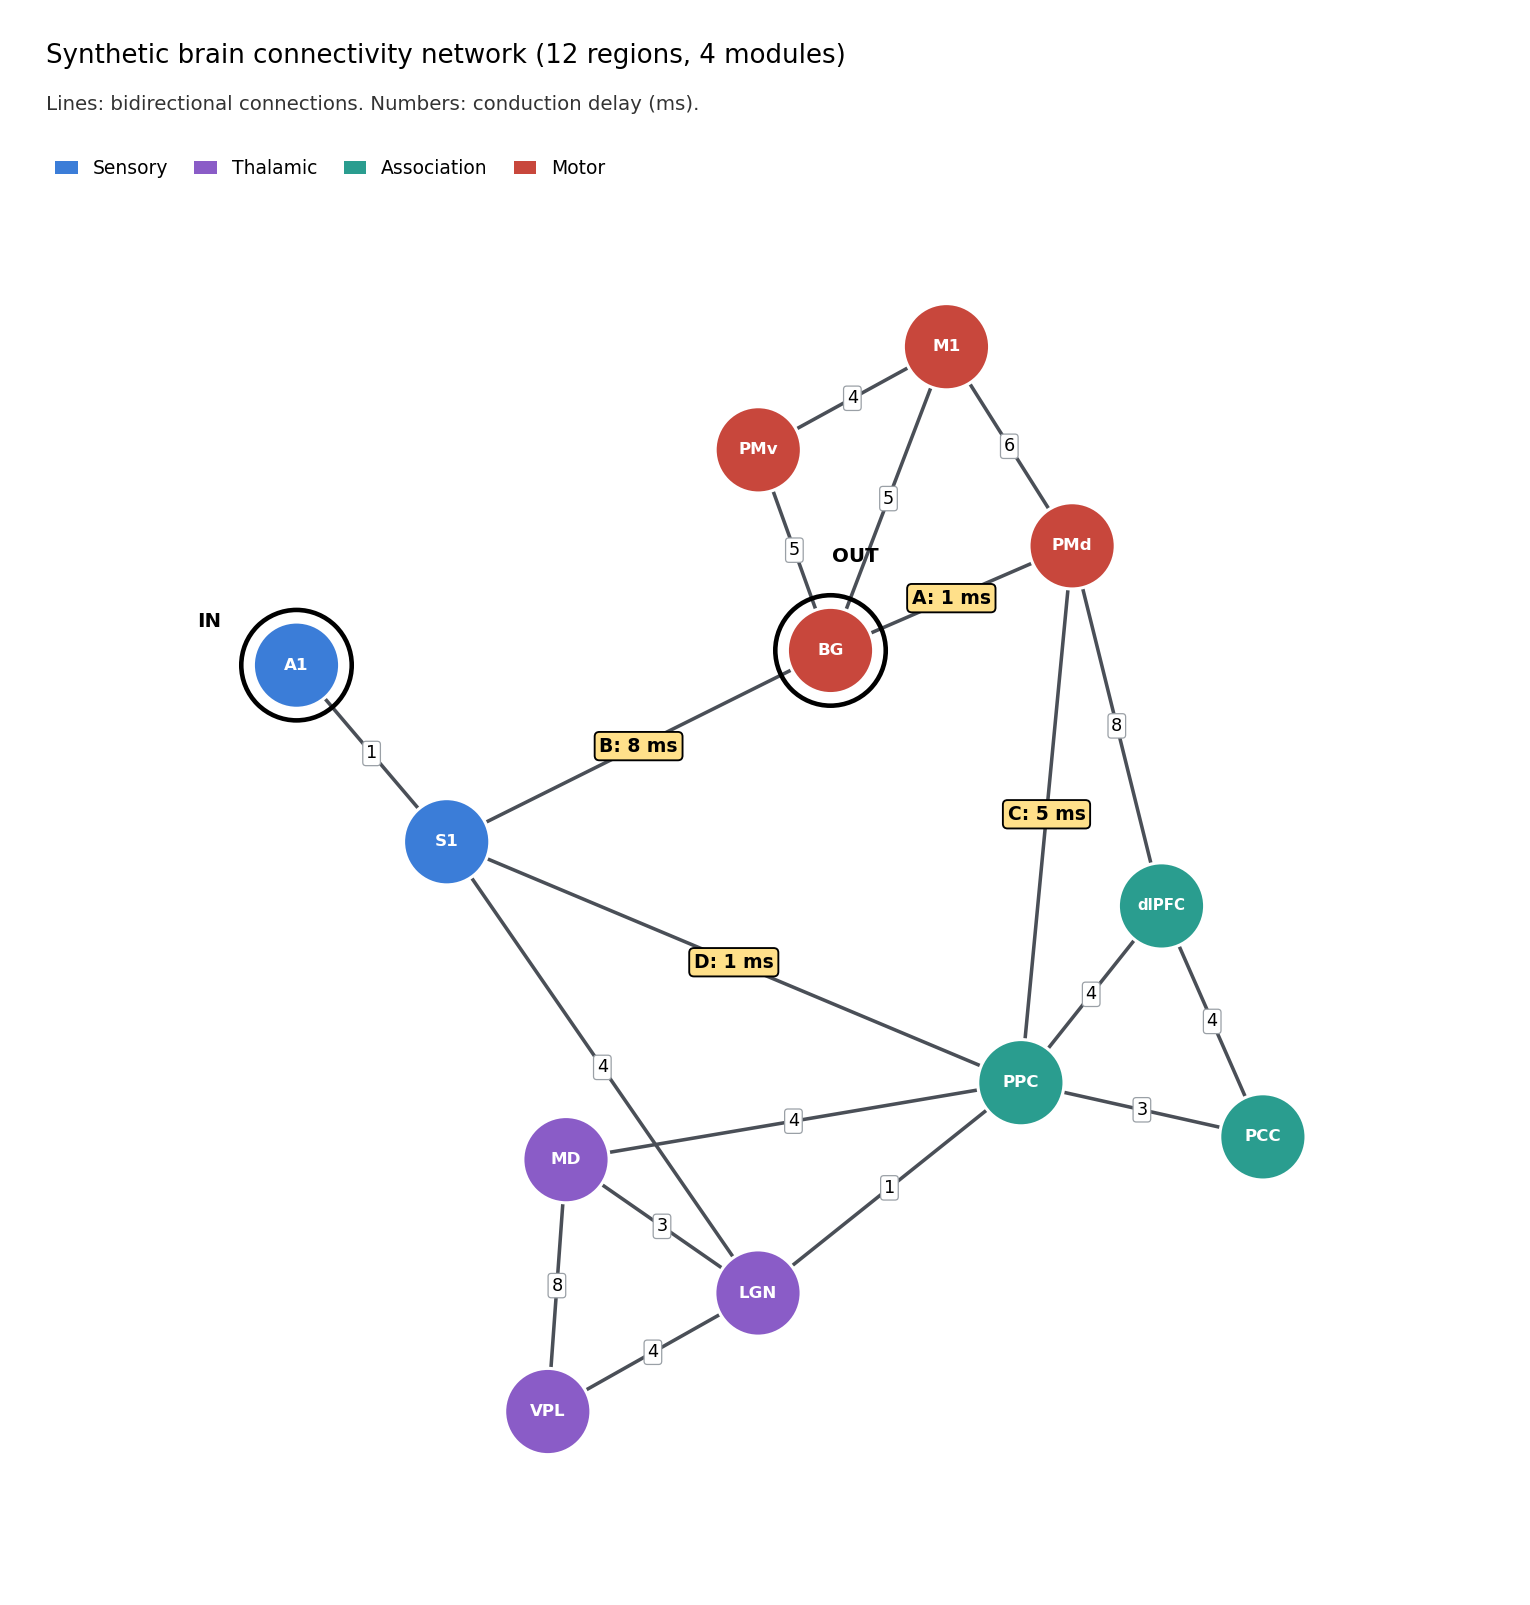 Synthetic brain connectivity network (12 regions, 4 modules)
Lines: bidirectional connections. Numbers: conduction delay (ms).
Sensory Thalamic Association Motor
M1
4
PMv
6
5
PMd
5
OUT
A: 1 ms
IN
BG
A1
8
B: 8 ms
1
C: 5 ms
S1
dlPFC
D: 1 ms
4
4
4
PPC
3
4
PCC
MD
1
3
8
LGN
4
VPL